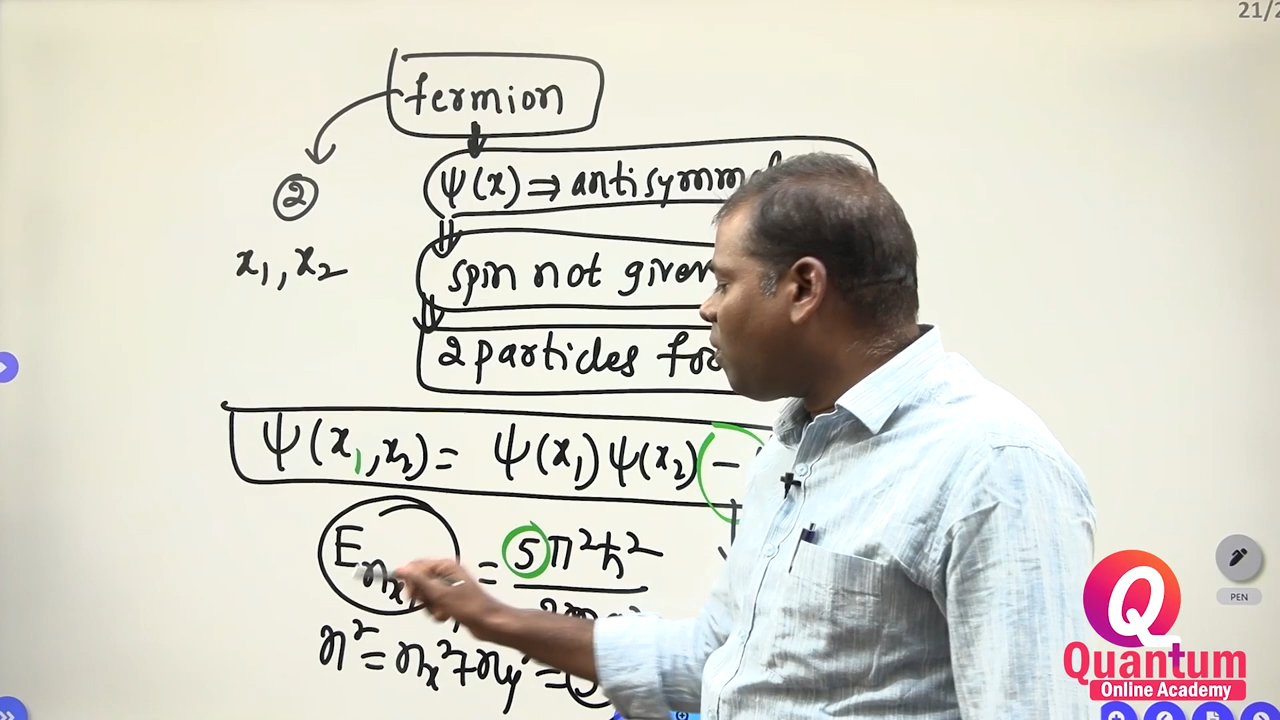 21/2
fermion
②
ψ(x) ⇒ antisymm
x₁, x₂
spin not given
2 particles
ψ(x₁, x₂) = ψ(x₁) ψ(x₂) –
= 5π²ħ²
n² = nx² + ny² =
PEN
Q
Quantum
Online Academy